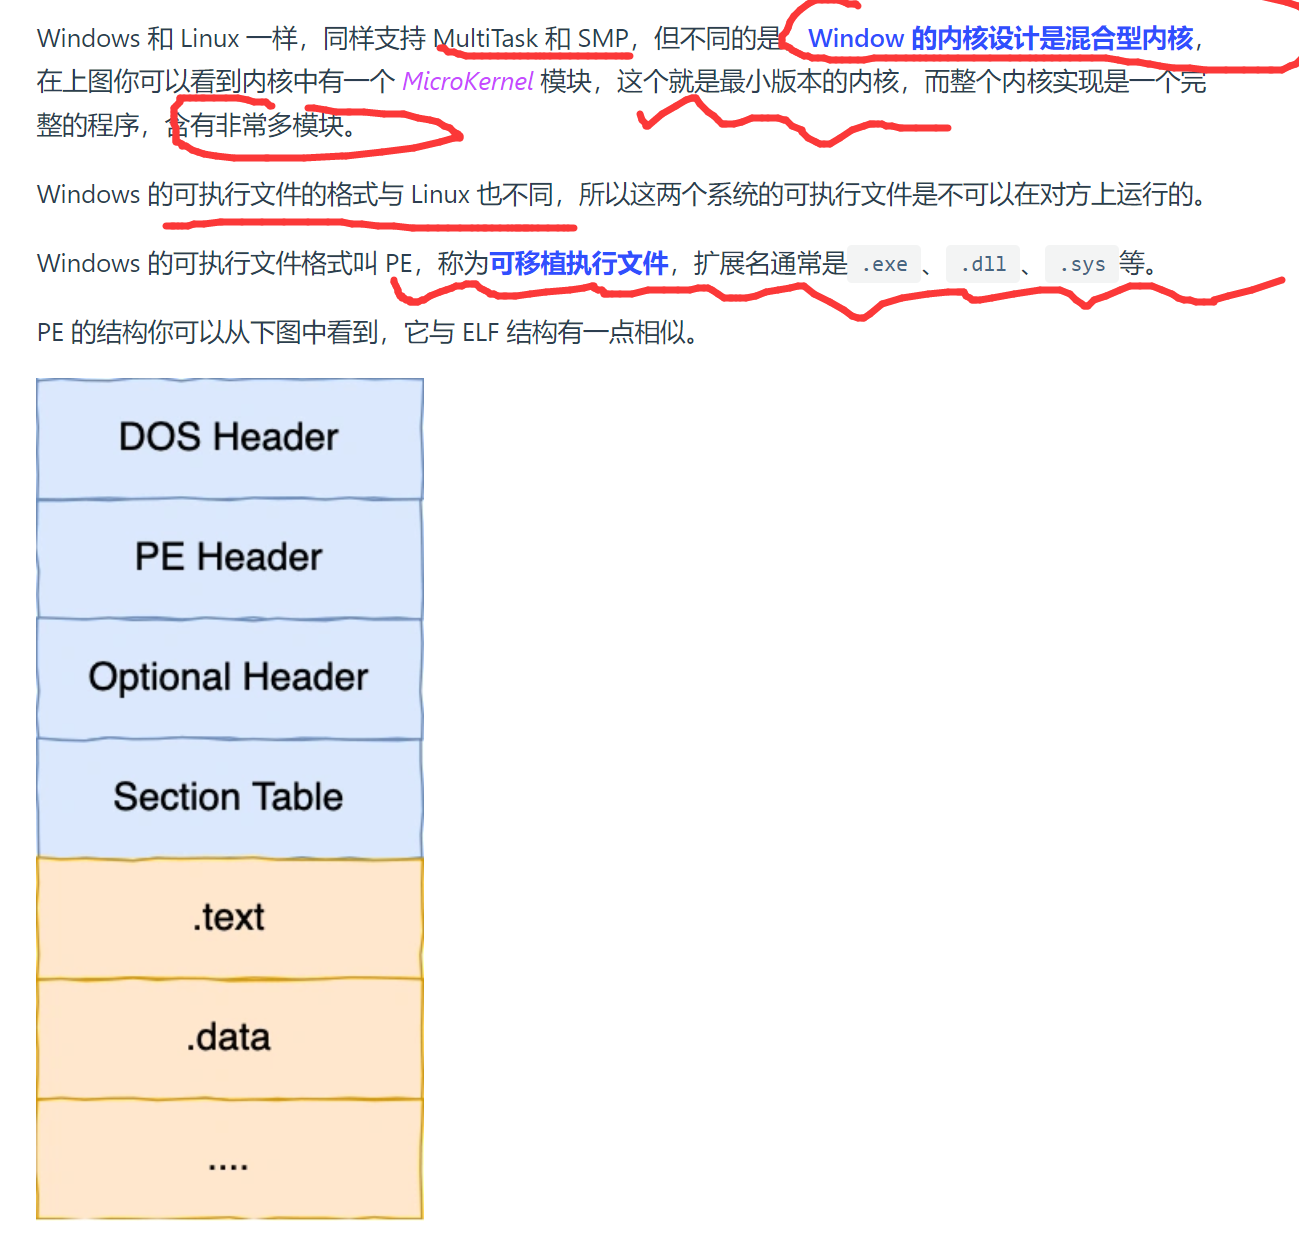 Windows 和 Linux 一样，同样支持 MultiTask 和 SMP，但不同的是，Window 的内核设计是混合型内核，
在上图你可以看到内核中有一个 MicroKernel 模块，这个就是最小版本的内核，而整个内核实现是一个完
整的程序，含有非常多模块。
Windows 的可执行文件的格式与 Linux 也不同，所以这两个系统的可执行文件是不可以在对方上运行的。
Windows 的可执行文件格式叫 PE，称为可移植执行文件，扩展名通常是 .exe 、 .dll 、 .sys 等。
PE 的结构你可以从下图中看到，它与 ELF 结构有一点相似。
DOS Header
PE Header
Optional Header
Section Table
.text
.data
....